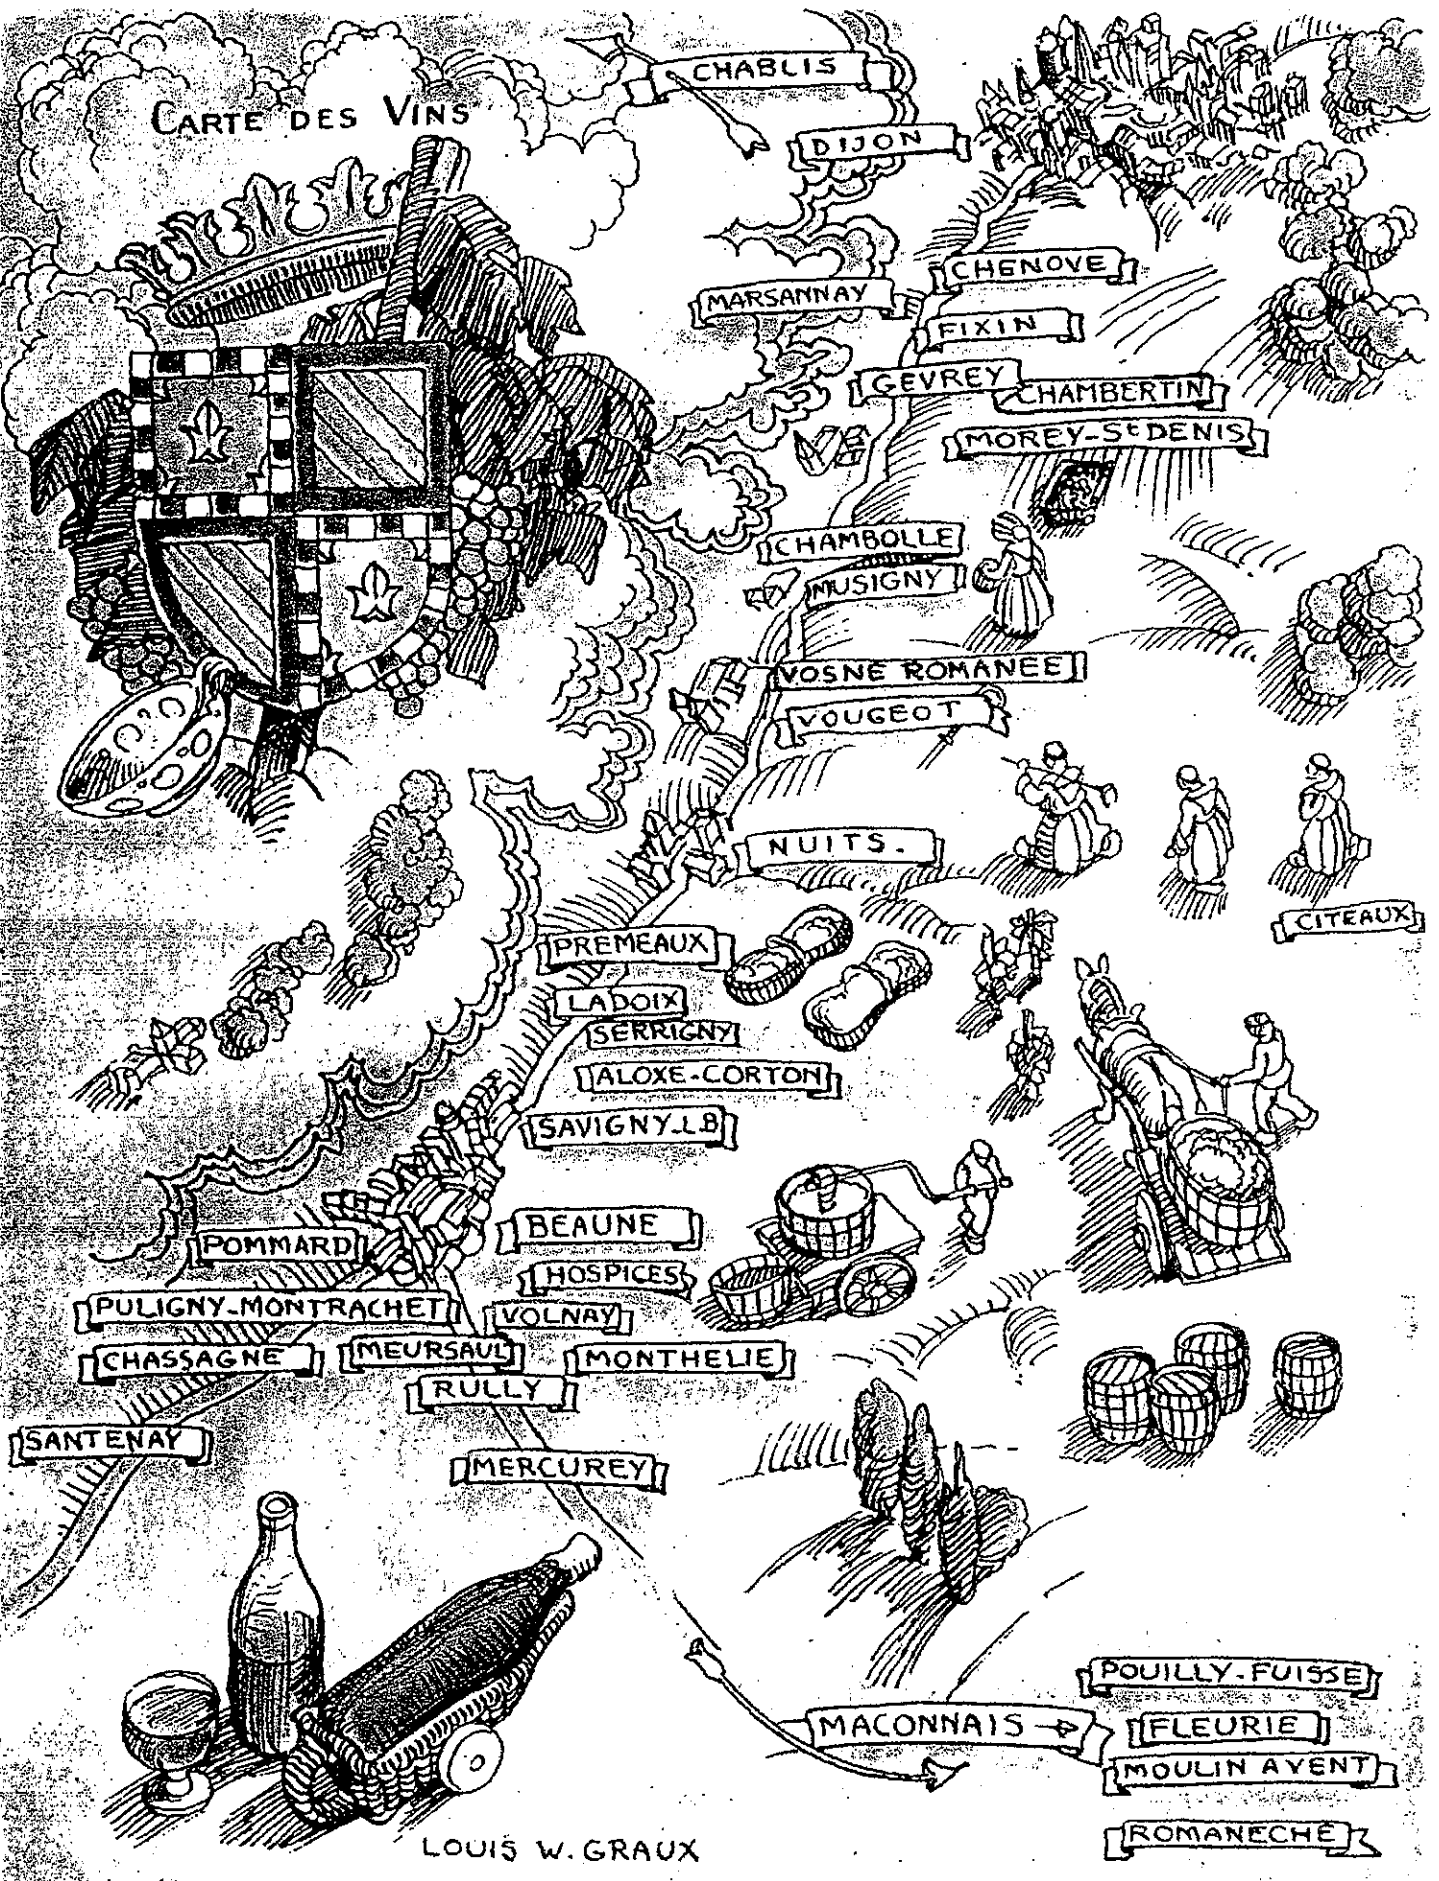 CARTE DES VINS
CHABLIS
DIJON
CHENOVE
MARSANNAY
FIXIN
GEVREY
CHAMBERTIN
MOREY-St DENIS
CHAMBOLLE
MUSIGNY
VOSNE ROMANEE
VOUGEOT
NUITS.
CITEAUX
PREMEAUX
LADOIX
SERRIGNY
ALOXE-CORTON
SAVIGNY-L.B
BEAUNE
POMMARD
HOSPICES
PULIGNY-MONTRACHET
VOLNAY
CHASSAGNE
MEURSAULT
MONTHELIE
RULLY
SANTENAY
MERCUREY
POUILLY-FUISSE
MACONNAIS
FLEURIE
MOULIN A VENT
ROMANECHE
LOUIS W. GRAUX